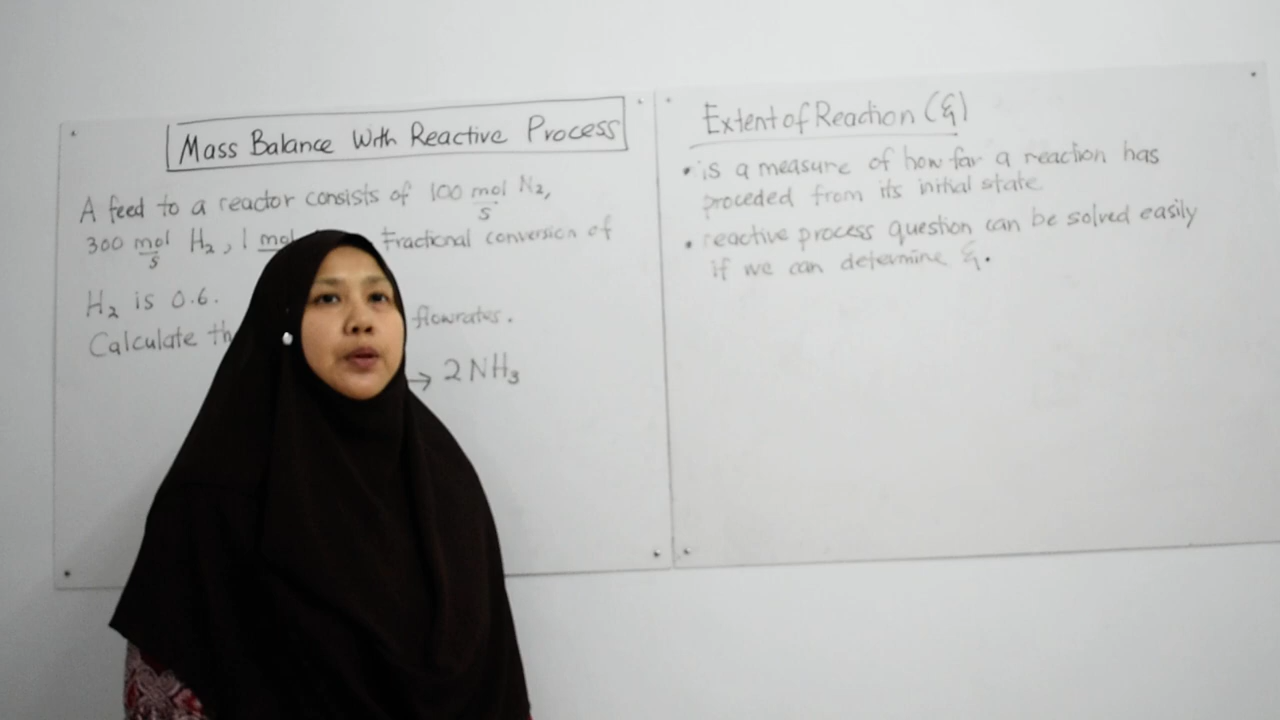 Mass Balance With Reactive Process
A feed to a reactor consists of 100 mol/s N₂,
300 mol/s H₂, 1 mol Fractional conversion of
H₂ is 0.6.
Calculate flowrates.
→ 2NH₃
Extent of Reaction (ξ)
• is a measure of how far a reaction has
proceded from its initial state
• reactive process question can be solved easily
if we can determine ξ.